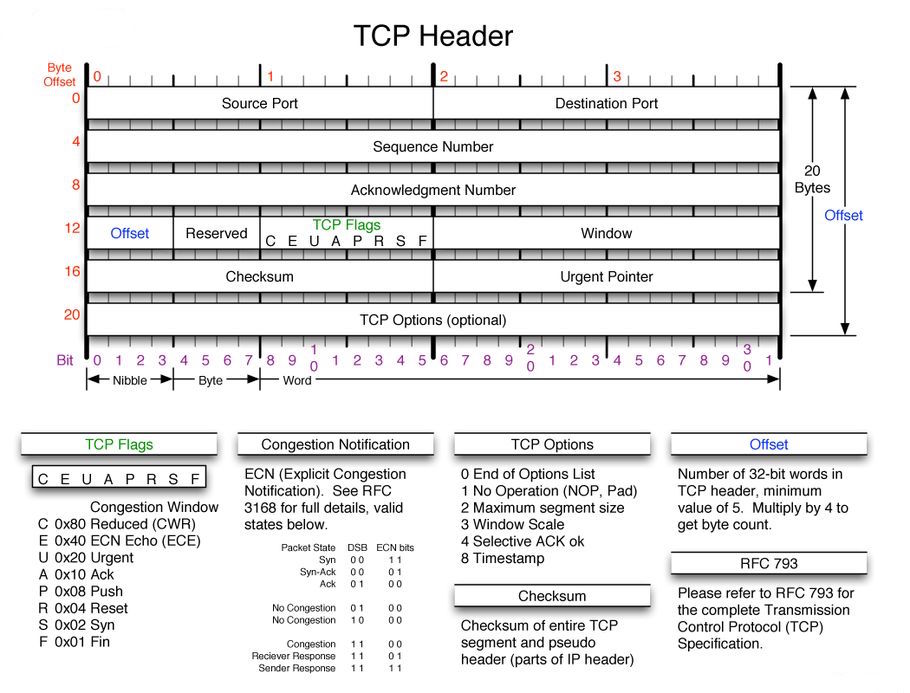 TCP Header
Byte
Offset
0 1 2 3
0 Source Port Destination Port
4 Sequence Number
8 Acknowledgment Number
20
Bytes
Offset
12 Offset Reserved TCP Flags Window
C E U A P R S F
16 Checksum Urgent Pointer
20 TCP Options (optional)
Bit 0 1 2 3 4 5 6 7 8 9 10 1 2 3 4 5 6 7 8 9 20 1 2 3 4 5 6 7 8 9 30 1
Nibble Byte Word
TCP Flags
C E U A P R S F
Congestion Window
C 0x80 Reduced (CWR)
E 0x40 ECN Echo (ECE)
U 0x20 Urgent
A 0x10 Ack
P 0x08 Push
R 0x04 Reset
S 0x02 Syn
F 0x01 Fin
Congestion Notification
ECN (Explicit Congestion
Notification). See RFC
3168 for full details, valid
states below.
Packet State DSB ECN bits
Syn 0 0 1 1
Syn-Ack 0 0 0 1
Ack 0 1 0 0
No Congestion 0 1 0 0
No Congestion 1 0 0 0
Congestion 1 1 0 0
Reciever Response 1 1 0 1
Sender Response 1 1 1 1
TCP Options
0 End of Options List
1 No Operation (NOP, Pad)
2 Maximum segment size
3 Window Scale
4 Selective ACK ok
8 Timestamp
Checksum
Checksum of entire TCP
segment and pseudo
header (parts of IP header)
Offset
Number of 32-bit words in
TCP header, minimum
value of 5. Multiply by 4 to
get byte count.
RFC 793
Please refer to RFC 793 for
the complete Transmission
Control Protocol (TCP)
Specification.